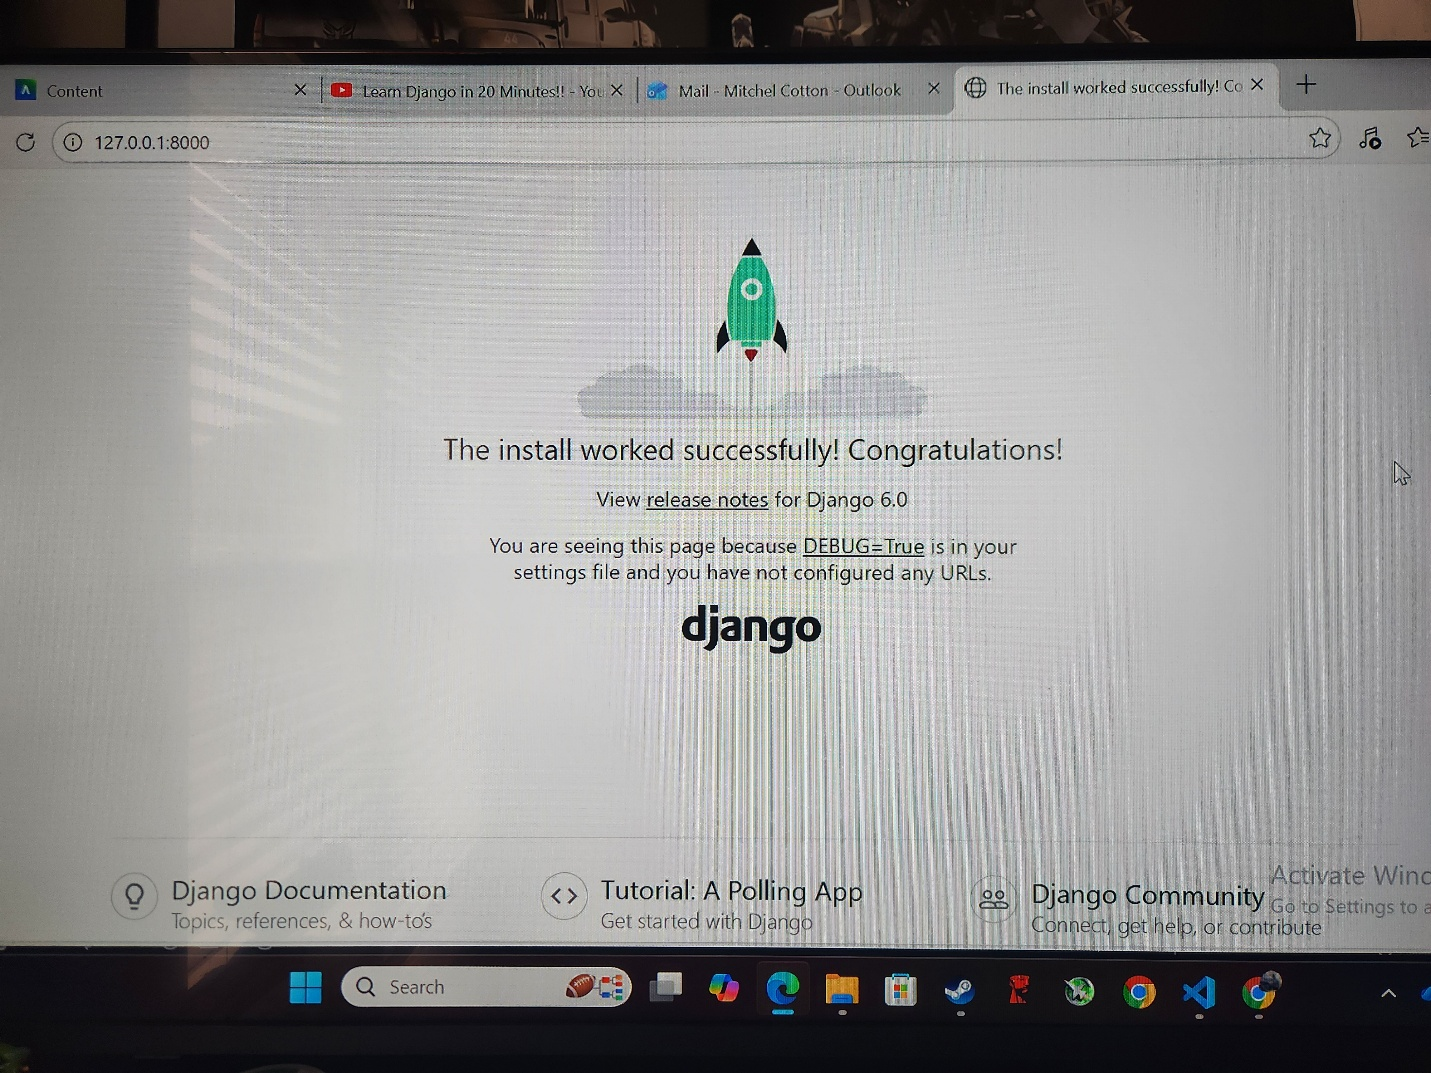 Content
Learn Django in 20 Minutes!! - You
Mail - Mitchel Cotton - Outlook
The install worked successfully! Co
127.0.0.1:8000
The install worked successfully! Congratulations!
View release notes for Django 6.0
You are seeing this page because DEBUG=True is in your
settings file and you have not configured any URLs.
django
Django Documentation
Topics, references, & how-to's
Tutorial: A Polling App
Get started with Django
Django Community
Connect, get help, or contribute
Activate Winc
Go to Settings to a
Search